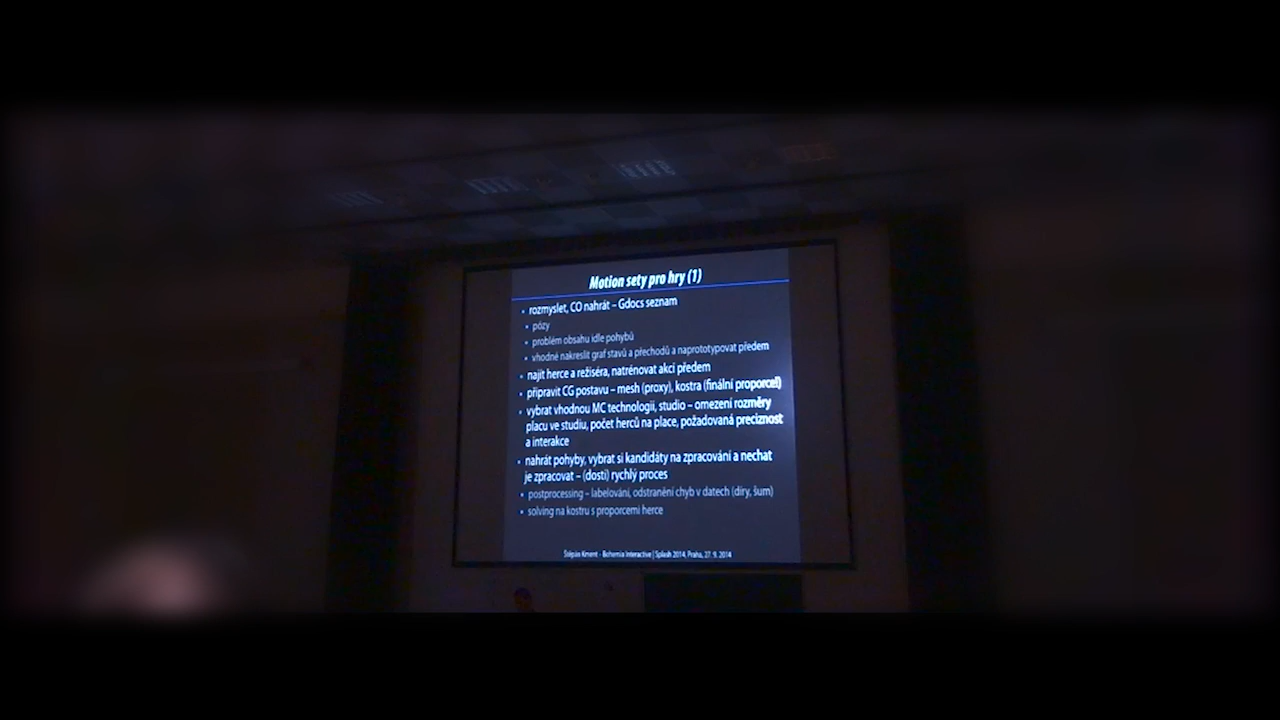 Motion sety pro hry (1)
• rozmyslet, CO nahrát – Gdocs seznam
• pózy
• problém obsahu idle pohybů
• vhodné nakreslit graf stavů a přechodů a naprototypovat předem
• najít herce a režiséra, natrénovat akci předem
• připravit CG postavu – mesh (proxy), kostra (finální proporce!)
• vybrat vhodnou MC technologii, studio – omezení rozměry
placu ve studiu, počet herců na place, požadovaná preciznost
a interakce
• nahrát pohyby, vybrat si kandidáty na zpracování a nechat
je zpracovat – (dosti) rychlý proces
• postprocessing – labelování, odstranění chyb v datech (díry, šum)
• solving na kostru s proporcemi herce
Štěpán Kment - Bohemia Interactive | Splash 2014, Praha, 27. 9. 2014